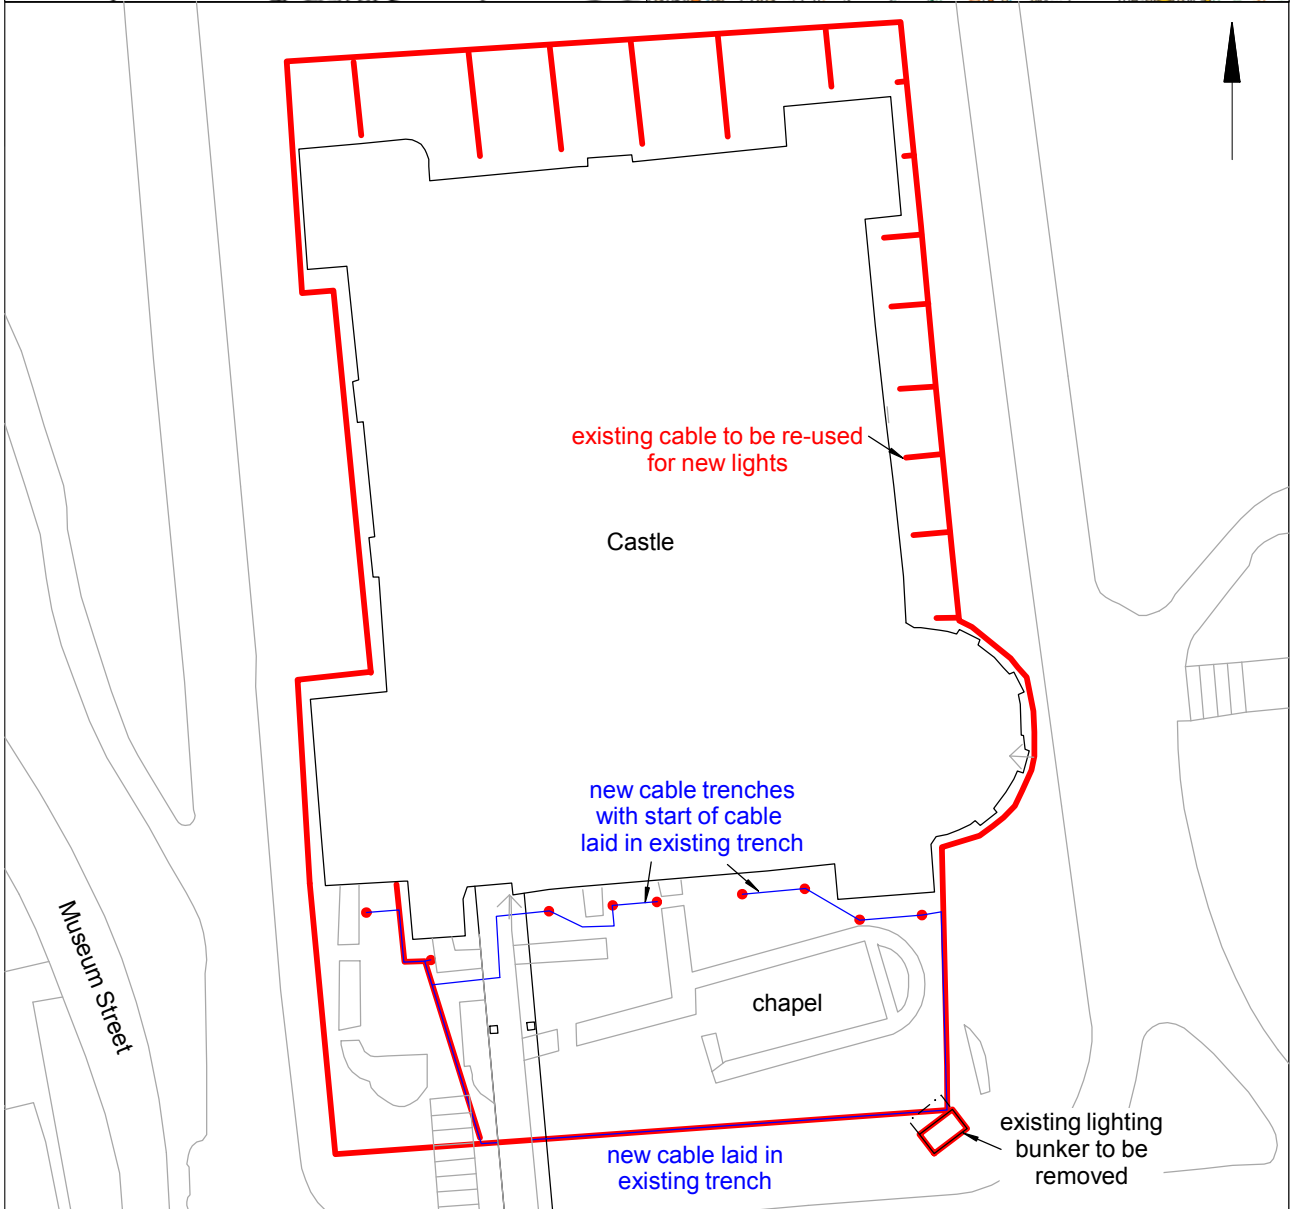 existing cable to be re-used
for new lights
Castle
new cable trenches
with start of cable
laid in existing trench
Museum Street
chapel
existing lighting
bunker to be
removed
new cable laid in
existing trench